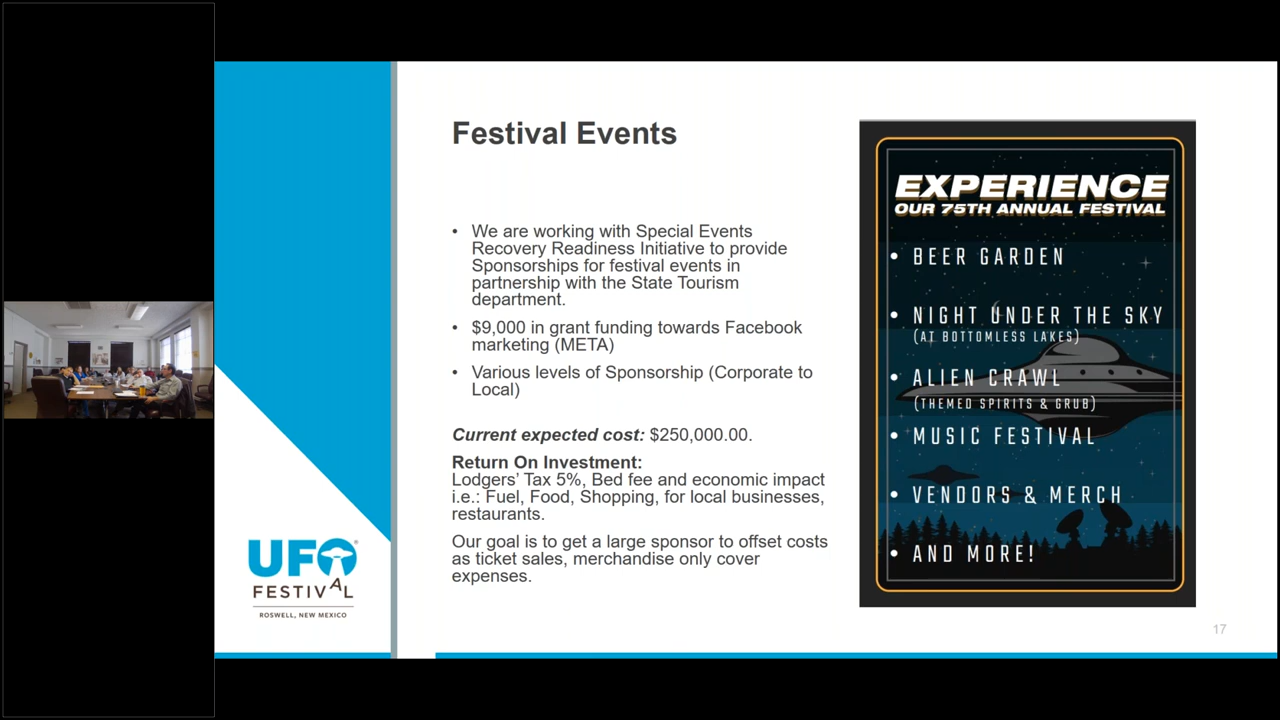 Festival Events
• We are working with Special Events
Recovery Readiness Initiative to provide
Sponsorships for festival events in
partnership with the State Tourism
department.
• $9,000 in grant funding towards Facebook
marketing (META)
• Various levels of Sponsorship (Corporate to
Local)
Current expected cost: $250,000.00.
Return On Investment:
Lodgers' Tax 5%, Bed fee and economic impact
i.e.: Fuel, Food, Shopping, for local businesses,
restaurants.
Our goal is to get a large sponsor to offset costs
as ticket sales, merchandise only cover
expenses.
EXPERIENCE
OUR 75TH ANNUAL FESTIVAL
• BEER GARDEN
• NIGHT UNDER THE SKY
(AT BOTTOMLESS LAKES)
• ALIEN CRAWL
(THEMED SPIRITS & GRUB)
• MUSIC FESTIVAL
• VENDORS & MERCH
• AND MORE!
UFO
FESTIVAL
ROSWELL, NEW MEXICO
17